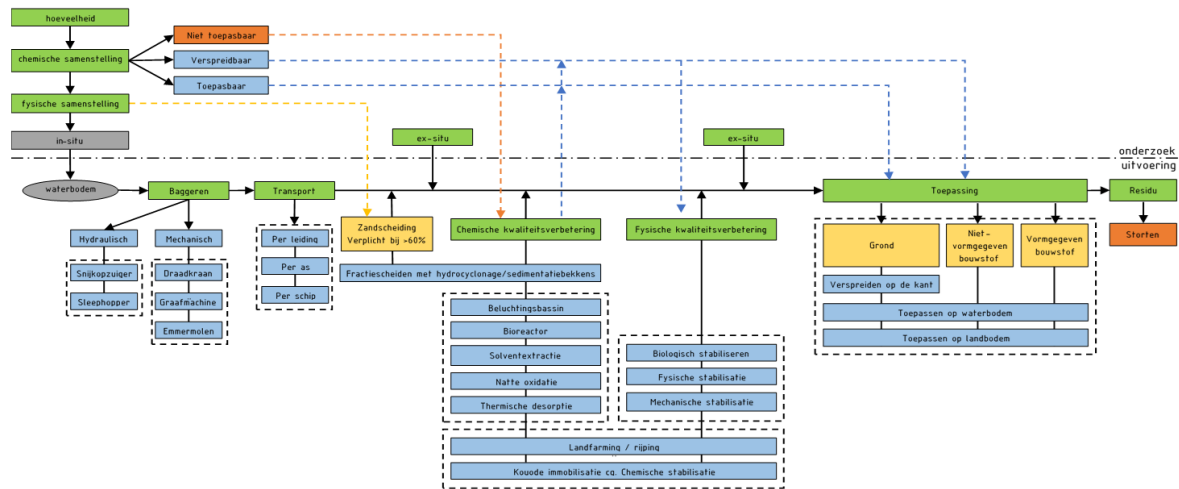 hoeveelheid
chemische samenstelling
fysische samenstelling
in-situ
Niet toepasbaar
Verspreidbaar
Toepasbaar
ex-situ
ex-situ
onderzoek
uitvoering
waterbodem
Baggeren
Transport
Toepassing
Residu
Hydraulisch
Mechanisch
Snijkopzuiger
Sleephopper
Draadkraan
Graafmachine
Emmermolen
Per leiding
Per as
Per schip
Zandscheiding
Verplicht bij >60%
Chemische kwaliteitsverbetering
Fysische kwaliteitsverbetering
Fractiescheiden met hydrocyclonage/sedimentatiebekkens
Beluchtingsbassin
Bioreactor
Solventextractie
Natte oxidatie
Thermische desorptie
Biologisch stabiliseren
Fysische stabilisatie
Mechanische stabilisatie
Landfarming / rijping
Kouode immobilisatie cq. Chemische stabilisatie
Grond
Niet-
vormgegeven
bouwstof
Vormgegeven
bouwstof
Storten
Verspreiden op de kant
Toepassen op waterbodem
Toepassen op landbodem